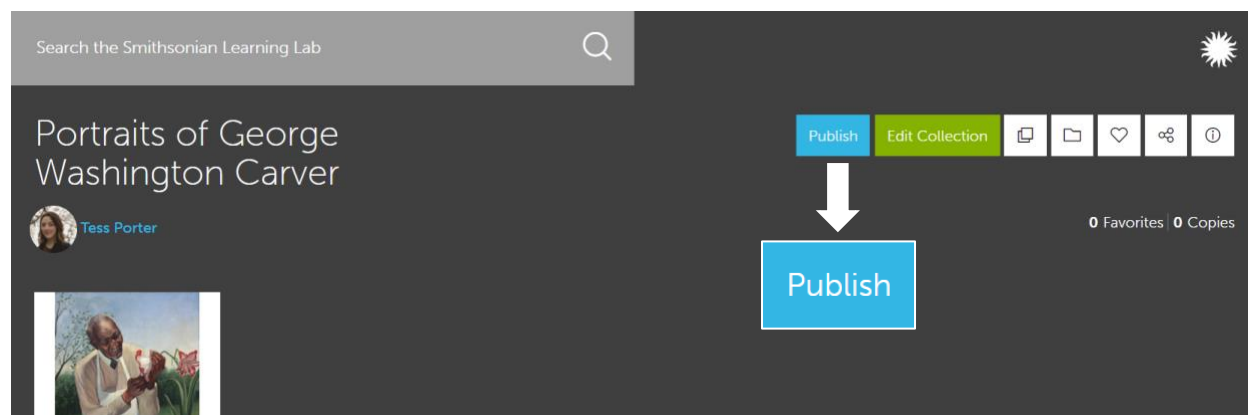 Search the Smithsonian Learning Lab
Portraits of George
Washington Carver
Publish
Edit Collection
Tess Porter
0 Favorites 0 Copies
Publish